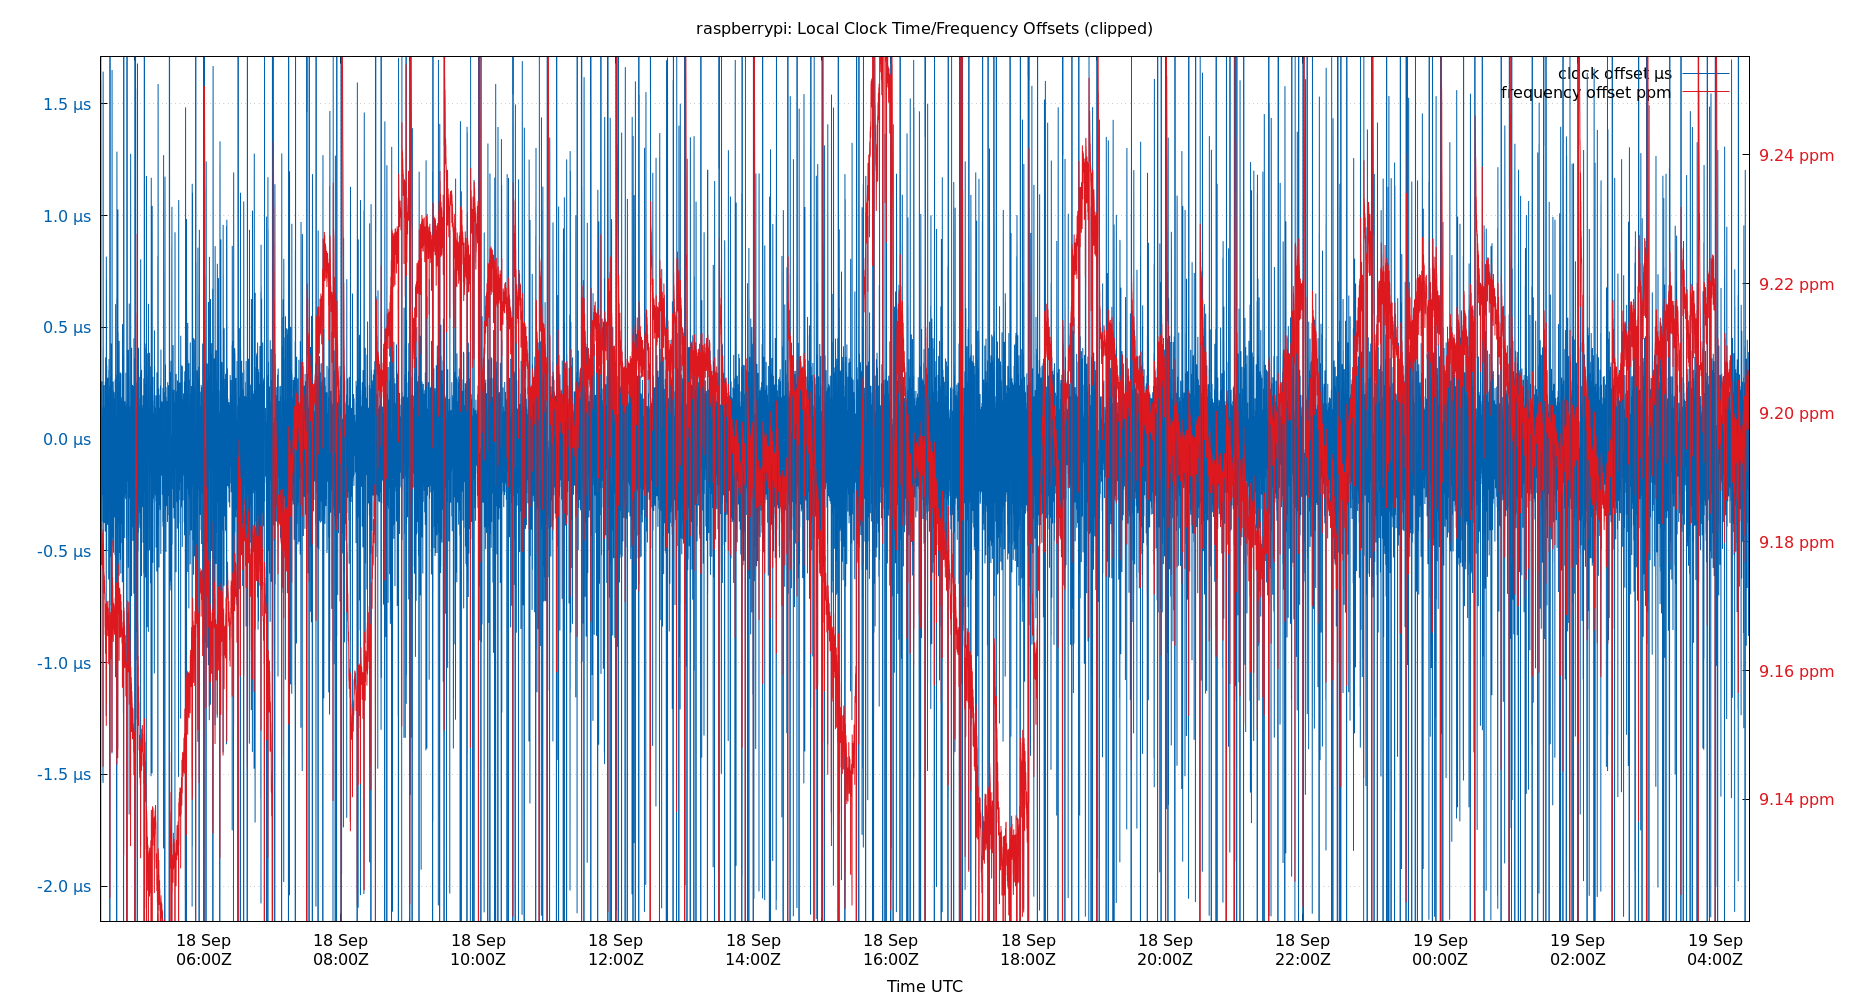 raspberrypi: Local Clock Time/Frequency Offsets (clipped)
clock offset µs
frequency offset ppm
1.5 µs
1.0 µs
0.5 µs
0.0 µs
-0.5 µs
-1.0 µs
-1.5 µs
-2.0 µs
9.24 ppm
9.22 ppm
9.20 ppm
9.18 ppm
9.16 ppm
9.14 ppm
18 Sep 18 Sep 18 Sep 18 Sep 18 Sep 18 Sep 18 Sep 18 Sep 18 Sep 19 Sep 19 Sep 19 Sep
06:00Z 08:00Z 10:00Z 12:00Z 14:00Z 16:00Z 18:00Z 20:00Z 22:00Z 00:00Z 02:00Z 04:00Z
Time UTC